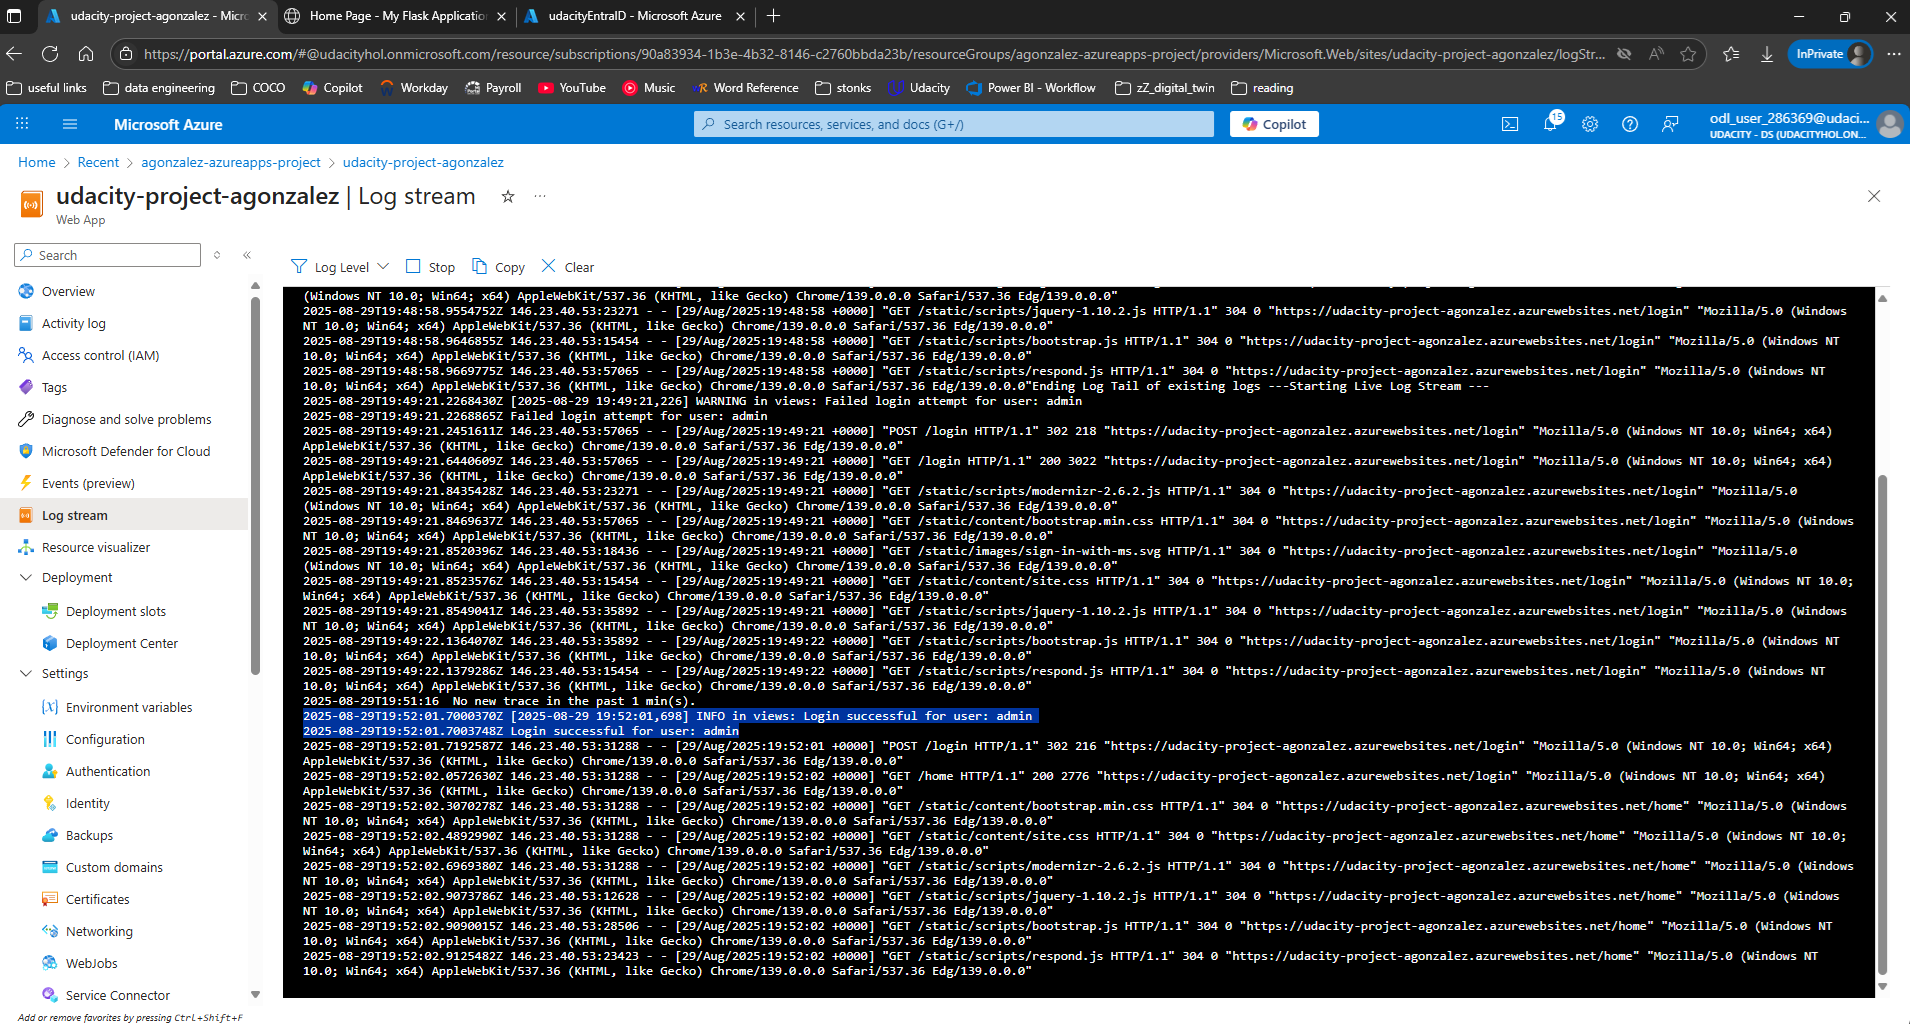 udacity-project-agonzalez - Micro
Home Page - My Flask Application
udacityEntraID - Microsoft Azure
https://portal.azure.com/#@udacityhol.onmicrosoft.com/resource/subscriptions/90a83934-1b3e-4b32-8146-c2760bbda23b/resourceGroups/agonzalez-azureapps-project/providers/Microsoft.Web/sites/udacity-project-agonzalez/logStr...
InPrivate
useful links
data engineering
COCO
Copilot
Workday
Payroll
YouTube
Music
Word Reference
stonks
Udacity
Power BI - Workflow
zZ_digital_twin
reading
Microsoft Azure
Search resources, services, and docs (G+/)
Copilot
15
odl_user_286369@udaci...
UDACITY - DS (UDACITYHOL.ON...
Home > Recent > agonzalez-azureapps-project > udacity-project-agonzalez
udacity-project-agonzalez | Log stream
Web App
Search
Overview
Activity log
Access control (IAM)
Tags
Diagnose and solve problems
Microsoft Defender for Cloud
Events (preview)
Log stream
Resource visualizer
Deployment
Deployment slots
Deployment Center
Settings
Environment variables
Configuration
Authentication
Identity
Backups
Custom domains
Certificates
Networking
WebJobs
Service Connector
Add or remove favorites by pressing Ctrl+Shift+F
Log Level
Stop
Copy
Clear
(Windows NT 10.0; Win64; x64) AppleWebKit/537.36 (KHTML, like Gecko) Chrome/139.0.0.0 Safari/537.36 Edg/139.0.0.0"
2025-08-29T19:48:58.9554752Z 146.23.40.53:23271 - - [29/Aug/2025:19:48:58 +0000] "GET /static/scripts/jquery-1.10.2.js HTTP/1.1" 304 0 "https://udacity-project-agonzalez.azurewebsites.net/login" "Mozilla/5.0 (Windows
NT 10.0; Win64; x64) AppleWebKit/537.36 (KHTML, like Gecko) Chrome/139.0.0.0 Safari/537.36 Edg/139.0.0.0"
2025-08-29T19:48:58.9646855Z 146.23.40.53:15454 - - [29/Aug/2025:19:48:58 +0000] "GET /static/scripts/bootstrap.js HTTP/1.1" 304 0 "https://udacity-project-agonzalez.azurewebsites.net/login" "Mozilla/5.0 (Windows NT
10.0; Win64; x64) AppleWebKit/537.36 (KHTML, like Gecko) Chrome/139.0.0.0 Safari/537.36 Edg/139.0.0.0"
2025-08-29T19:48:58.9669775Z 146.23.40.53:57065 - - [29/Aug/2025:19:48:58 +0000] "GET /static/scripts/respond.js HTTP/1.1" 304 0 "https://udacity-project-agonzalez.azurewebsites.net/login" "Mozilla/5.0 (Windows NT
10.0; Win64; x64) AppleWebKit/537.36 (KHTML, like Gecko) Chrome/139.0.0.0 Safari/537.36 Edg/139.0.0.0"Ending Log Tail of existing logs ---Starting Live Log Stream ---
2025-08-29T19:49:21.2268430Z [2025-08-29 19:49:21,226] WARNING in views: Failed login attempt for user: admin
2025-08-29T19:49:21.2268865Z Failed login attempt for user: admin
2025-08-29T19:49:21.2451611Z 146.23.40.53:57065 - - [29/Aug/2025:19:49:21 +0000] "POST /login HTTP/1.1" 302 218 "https://udacity-project-agonzalez.azurewebsites.net/login" "Mozilla/5.0 (Windows NT 10.0; Win64; x64)
AppleWebKit/537.36 (KHTML, like Gecko) Chrome/139.0.0.0 Safari/537.36 Edg/139.0.0.0"
2025-08-29T19:49:21.6440609Z 146.23.40.53:57065 - - [29/Aug/2025:19:49:21 +0000] "GET /login HTTP/1.1" 200 3022 "https://udacity-project-agonzalez.azurewebsites.net/login" "Mozilla/5.0 (Windows NT 10.0; Win64; x64)
AppleWebKit/537.36 (KHTML, like Gecko) Chrome/139.0.0.0 Safari/537.36 Edg/139.0.0.0"
2025-08-29T19:49:21.8435428Z 146.23.40.53:23271 - - [29/Aug/2025:19:49:21 +0000] "GET /static/scripts/modernizr-2.6.2.js HTTP/1.1" 304 0 "https://udacity-project-agonzalez.azurewebsites.net/login" "Mozilla/5.0
(Windows NT 10.0; Win64; x64) AppleWebKit/537.36 (KHTML, like Gecko) Chrome/139.0.0.0 Safari/537.36 Edg/139.0.0.0"
2025-08-29T19:49:21.8469637Z 146.23.40.53:57065 - - [29/Aug/2025:19:49:21 +0000] "GET /static/content/bootstrap.min.css HTTP/1.1" 304 0 "https://udacity-project-agonzalez.azurewebsites.net/login" "Mozilla/5.0 (Windows
NT 10.0; Win64; x64) AppleWebKit/537.36 (KHTML, like Gecko) Chrome/139.0.0.0 Safari/537.36 Edg/139.0.0.0"
2025-08-29T19:49:21.8520396Z 146.23.40.53:18436 - - [29/Aug/2025:19:49:21 +0000] "GET /static/images/sign-in-with-ms.svg HTTP/1.1" 304 0 "https://udacity-project-agonzalez.azurewebsites.net/login" "Mozilla/5.0
(Windows NT 10.0; Win64; x64) AppleWebKit/537.36 (KHTML, like Gecko) Chrome/139.0.0.0 Safari/537.36 Edg/139.0.0.0"
2025-08-29T19:49:21.8523576Z 146.23.40.53:15454 - - [29/Aug/2025:19:49:21 +0000] "GET /static/content/site.css HTTP/1.1" 304 0 "https://udacity-project-agonzalez.azurewebsites.net/login" "Mozilla/5.0 (Windows NT 10.0;
Win64; x64) AppleWebKit/537.36 (KHTML, like Gecko) Chrome/139.0.0.0 Safari/537.36 Edg/139.0.0.0"
2025-08-29T19:49:21.8549041Z 146.23.40.53:35892 - - [29/Aug/2025:19:49:21 +0000] "GET /static/scripts/jquery-1.10.2.js HTTP/1.1" 304 0 "https://udacity-project-agonzalez.azurewebsites.net/login" "Mozilla/5.0 (Windows
NT 10.0; Win64; x64) AppleWebKit/537.36 (KHTML, like Gecko) Chrome/139.0.0.0 Safari/537.36 Edg/139.0.0.0"
2025-08-29T19:49:22.1364070Z 146.23.40.53:35892 - - [29/Aug/2025:19:49:22 +0000] "GET /static/scripts/bootstrap.js HTTP/1.1" 304 0 "https://udacity-project-agonzalez.azurewebsites.net/login" "Mozilla/5.0 (Windows NT
10.0; Win64; x64) AppleWebKit/537.36 (KHTML, like Gecko) Chrome/139.0.0.0 Safari/537.36 Edg/139.0.0.0"
2025-08-29T19:49:22.1379286Z 146.23.40.53:15454 - - [29/Aug/2025:19:49:22 +0000] "GET /static/scripts/respond.js HTTP/1.1" 304 0 "https://udacity-project-agonzalez.azurewebsites.net/login" "Mozilla/5.0 (Windows NT
10.0; Win64; x64) AppleWebKit/537.36 (KHTML, like Gecko) Chrome/139.0.0.0 Safari/537.36 Edg/139.0.0.0"
2025-08-29T19:51:16  No new trace in the past 1 min(s).
2025-08-29T19:52:01.7000370Z [2025-08-29 19:52:01,698] INFO in views: Login successful for user: admin
2025-08-29T19:52:01.7003748Z Login successful for user: admin
2025-08-29T19:52:01.7192587Z 146.23.40.53:31288 - - [29/Aug/2025:19:52:01 +0000] "POST /login HTTP/1.1" 302 216 "https://udacity-project-agonzalez.azurewebsites.net/login" "Mozilla/5.0 (Windows NT 10.0; Win64; x64)
AppleWebKit/537.36 (KHTML, like Gecko) Chrome/139.0.0.0 Safari/537.36 Edg/139.0.0.0"
2025-08-29T19:52:02.0572630Z 146.23.40.53:31288 - - [29/Aug/2025:19:52:02 +0000] "GET /home HTTP/1.1" 200 2776 "https://udacity-project-agonzalez.azurewebsites.net/login" "Mozilla/5.0 (Windows NT 10.0; Win64; x64)
AppleWebKit/537.36 (KHTML, like Gecko) Chrome/139.0.0.0 Safari/537.36 Edg/139.0.0.0"
2025-08-29T19:52:02.3070278Z 146.23.40.53:31288 - - [29/Aug/2025:19:52:02 +0000] "GET /static/content/bootstrap.min.css HTTP/1.1" 304 0 "https://udacity-project-agonzalez.azurewebsites.net/home" "Mozilla/5.0 (Windows
NT 10.0; Win64; x64) AppleWebKit/537.36 (KHTML, like Gecko) Chrome/139.0.0.0 Safari/537.36 Edg/139.0.0.0"
2025-08-29T19:52:02.4892990Z 146.23.40.53:31288 - - [29/Aug/2025:19:52:02 +0000] "GET /static/content/site.css HTTP/1.1" 304 0 "https://udacity-project-agonzalez.azurewebsites.net/home" "Mozilla/5.0 (Windows NT 10.0;
Win64; x64) AppleWebKit/537.36 (KHTML, like Gecko) Chrome/139.0.0.0 Safari/537.36 Edg/139.0.0.0"
2025-08-29T19:52:02.6969380Z 146.23.40.53:31288 - - [29/Aug/2025:19:52:02 +0000] "GET /static/scripts/modernizr-2.6.2.js HTTP/1.1" 304 0 "https://udacity-project-agonzalez.azurewebsites.net/home" "Mozilla/5.0 (Windows
NT 10.0; Win64; x64) AppleWebKit/537.36 (KHTML, like Gecko) Chrome/139.0.0.0 Safari/537.36 Edg/139.0.0.0"
2025-08-29T19:52:02.9073786Z 146.23.40.53:12628 - - [29/Aug/2025:19:52:02 +0000] "GET /static/scripts/jquery-1.10.2.js HTTP/1.1" 304 0 "https://udacity-project-agonzalez.azurewebsites.net/home" "Mozilla/5.0 (Windows
NT 10.0; Win64; x64) AppleWebKit/537.36 (KHTML, like Gecko) Chrome/139.0.0.0 Safari/537.36 Edg/139.0.0.0"
2025-08-29T19:52:02.9090015Z 146.23.40.53:28506 - - [29/Aug/2025:19:52:02 +0000] "GET /static/scripts/bootstrap.js HTTP/1.1" 304 0 "https://udacity-project-agonzalez.azurewebsites.net/home" "Mozilla/5.0 (Windows NT
10.0; Win64; x64) AppleWebKit/537.36 (KHTML, like Gecko) Chrome/139.0.0.0 Safari/537.36 Edg/139.0.0.0"
2025-08-29T19:52:02.9125482Z 146.23.40.53:23423 - - [29/Aug/2025:19:52:02 +0000] "GET /static/scripts/respond.js HTTP/1.1" 304 0 "https://udacity-project-agonzalez.azurewebsites.net/home" "Mozilla/5.0 (Windows NT
10.0; Win64; x64) AppleWebKit/537.36 (KHTML, like Gecko) Chrome/139.0.0.0 Safari/537.36 Edg/139.0.0.0"